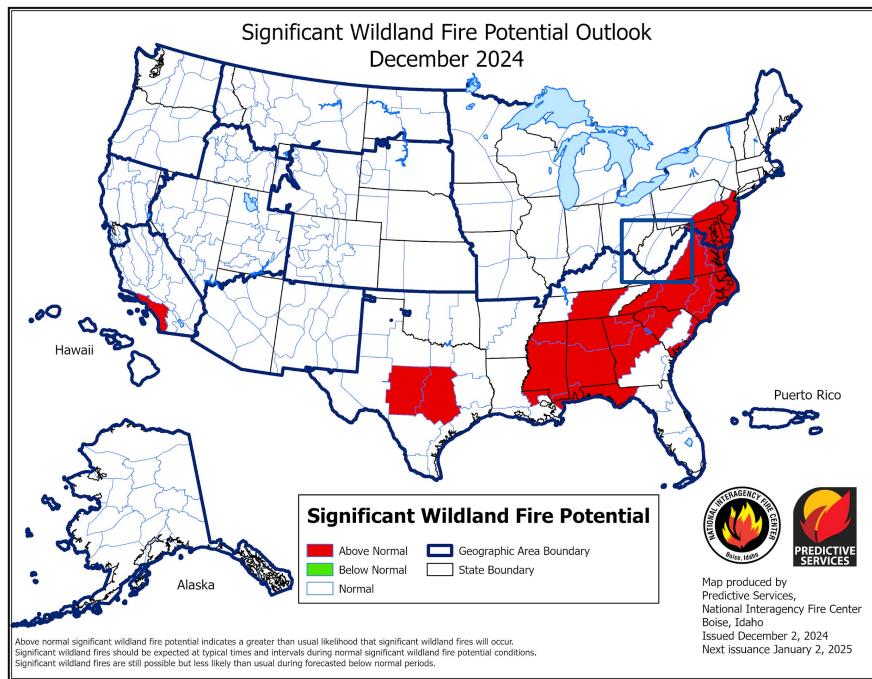 Significant Wildland Fire Potential Outlook
December 2024
Hawaii
Puerto Rico
Alaska
Significant Wildland Fire Potential
Above Normal
Geographic Area Boundary
Below Normal
State Boundary
Normal
NATIONAL INTERAGENCY FIRE CENTER
Boise, Idaho
PREDICTIVE
SERVICES
Map produced by
Predictive Services,
National Interagency Fire Center
Boise, Idaho
Issued December 2, 2024
Next issuance January 2, 2025
Above normal significant wildland fire potential indicates a greater than usual likelihood that significant wildland fires will occur.
Significant wildland fires should be expected at typical times and intervals during normal significant wildland fire potential conditions.
Significant wildland fires are still possible but less likely than usual during forecasted below normal periods.